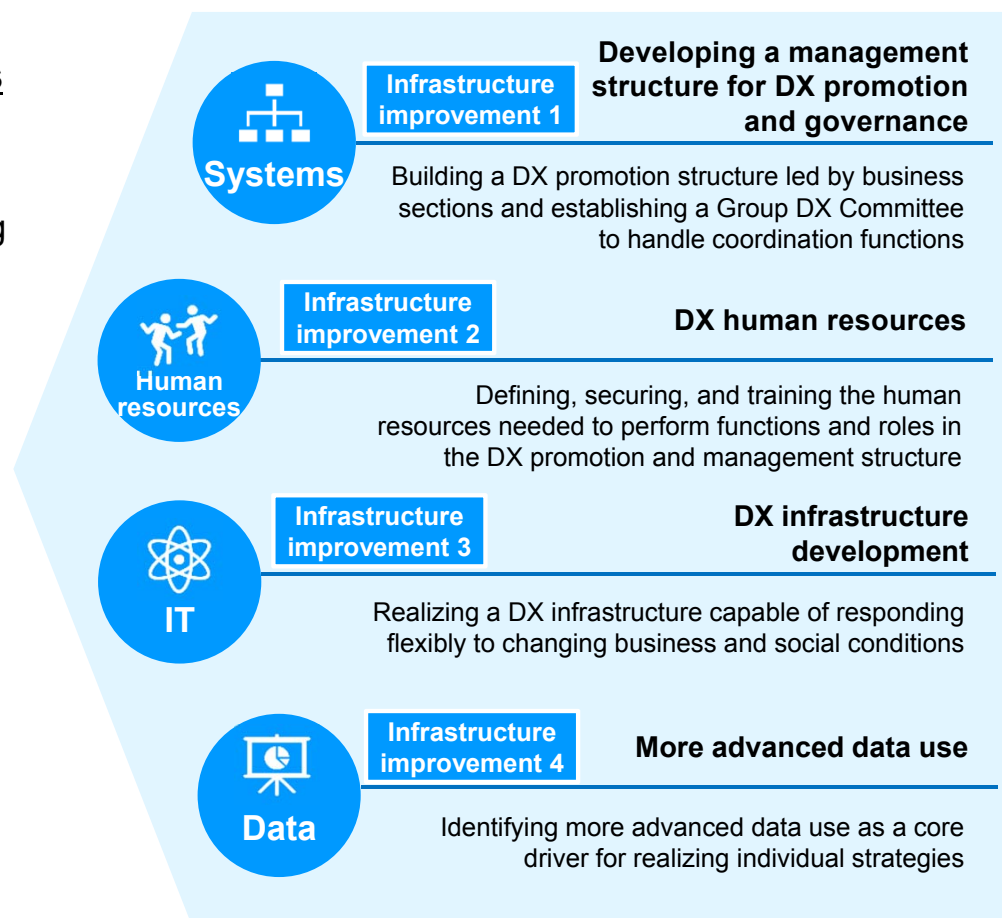 Infrastructure
improvement 1
Developing a management
structure for DX promotion
and governance
Systems
Building a DX promotion structure led by business
sections and establishing a Group DX Committee
to handle coordination functions
Infrastructure
improvement 2
DX human resources
Human
resources
Defining, securing, and training the human
resources needed to perform functions and roles in
the DX promotion and management structure
Infrastructure
improvement 3
DX infrastructure
development
IT
Realizing a DX infrastructure capable of responding
flexibly to changing business and social conditions
Infrastructure
improvement 4
More advanced data use
Data
Identifying more advanced data use as a core
driver for realizing individual strategies